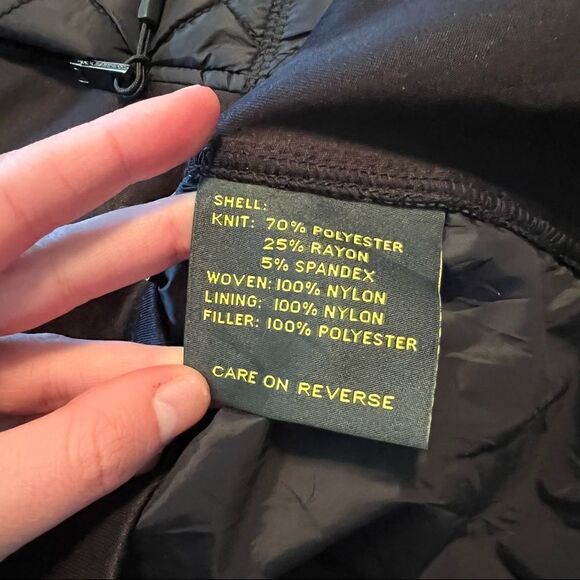 SHELL:
KNIT: 70% POLYESTER
25% RAYON
5% SPANDEX
WOVEN: 100% NYLON
LINING: 100% NYLON
FILLER: 100% POLYESTER
CARE ON REVERSE